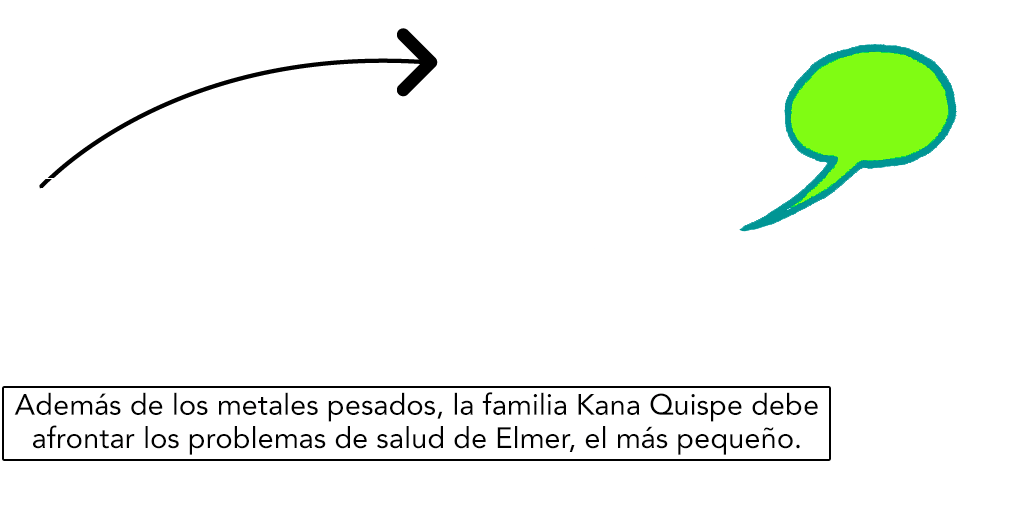 Además de los metales pesados, la familia Kana Quispe debe
afrontar los problemas de salud de Elmer, el más pequeño.